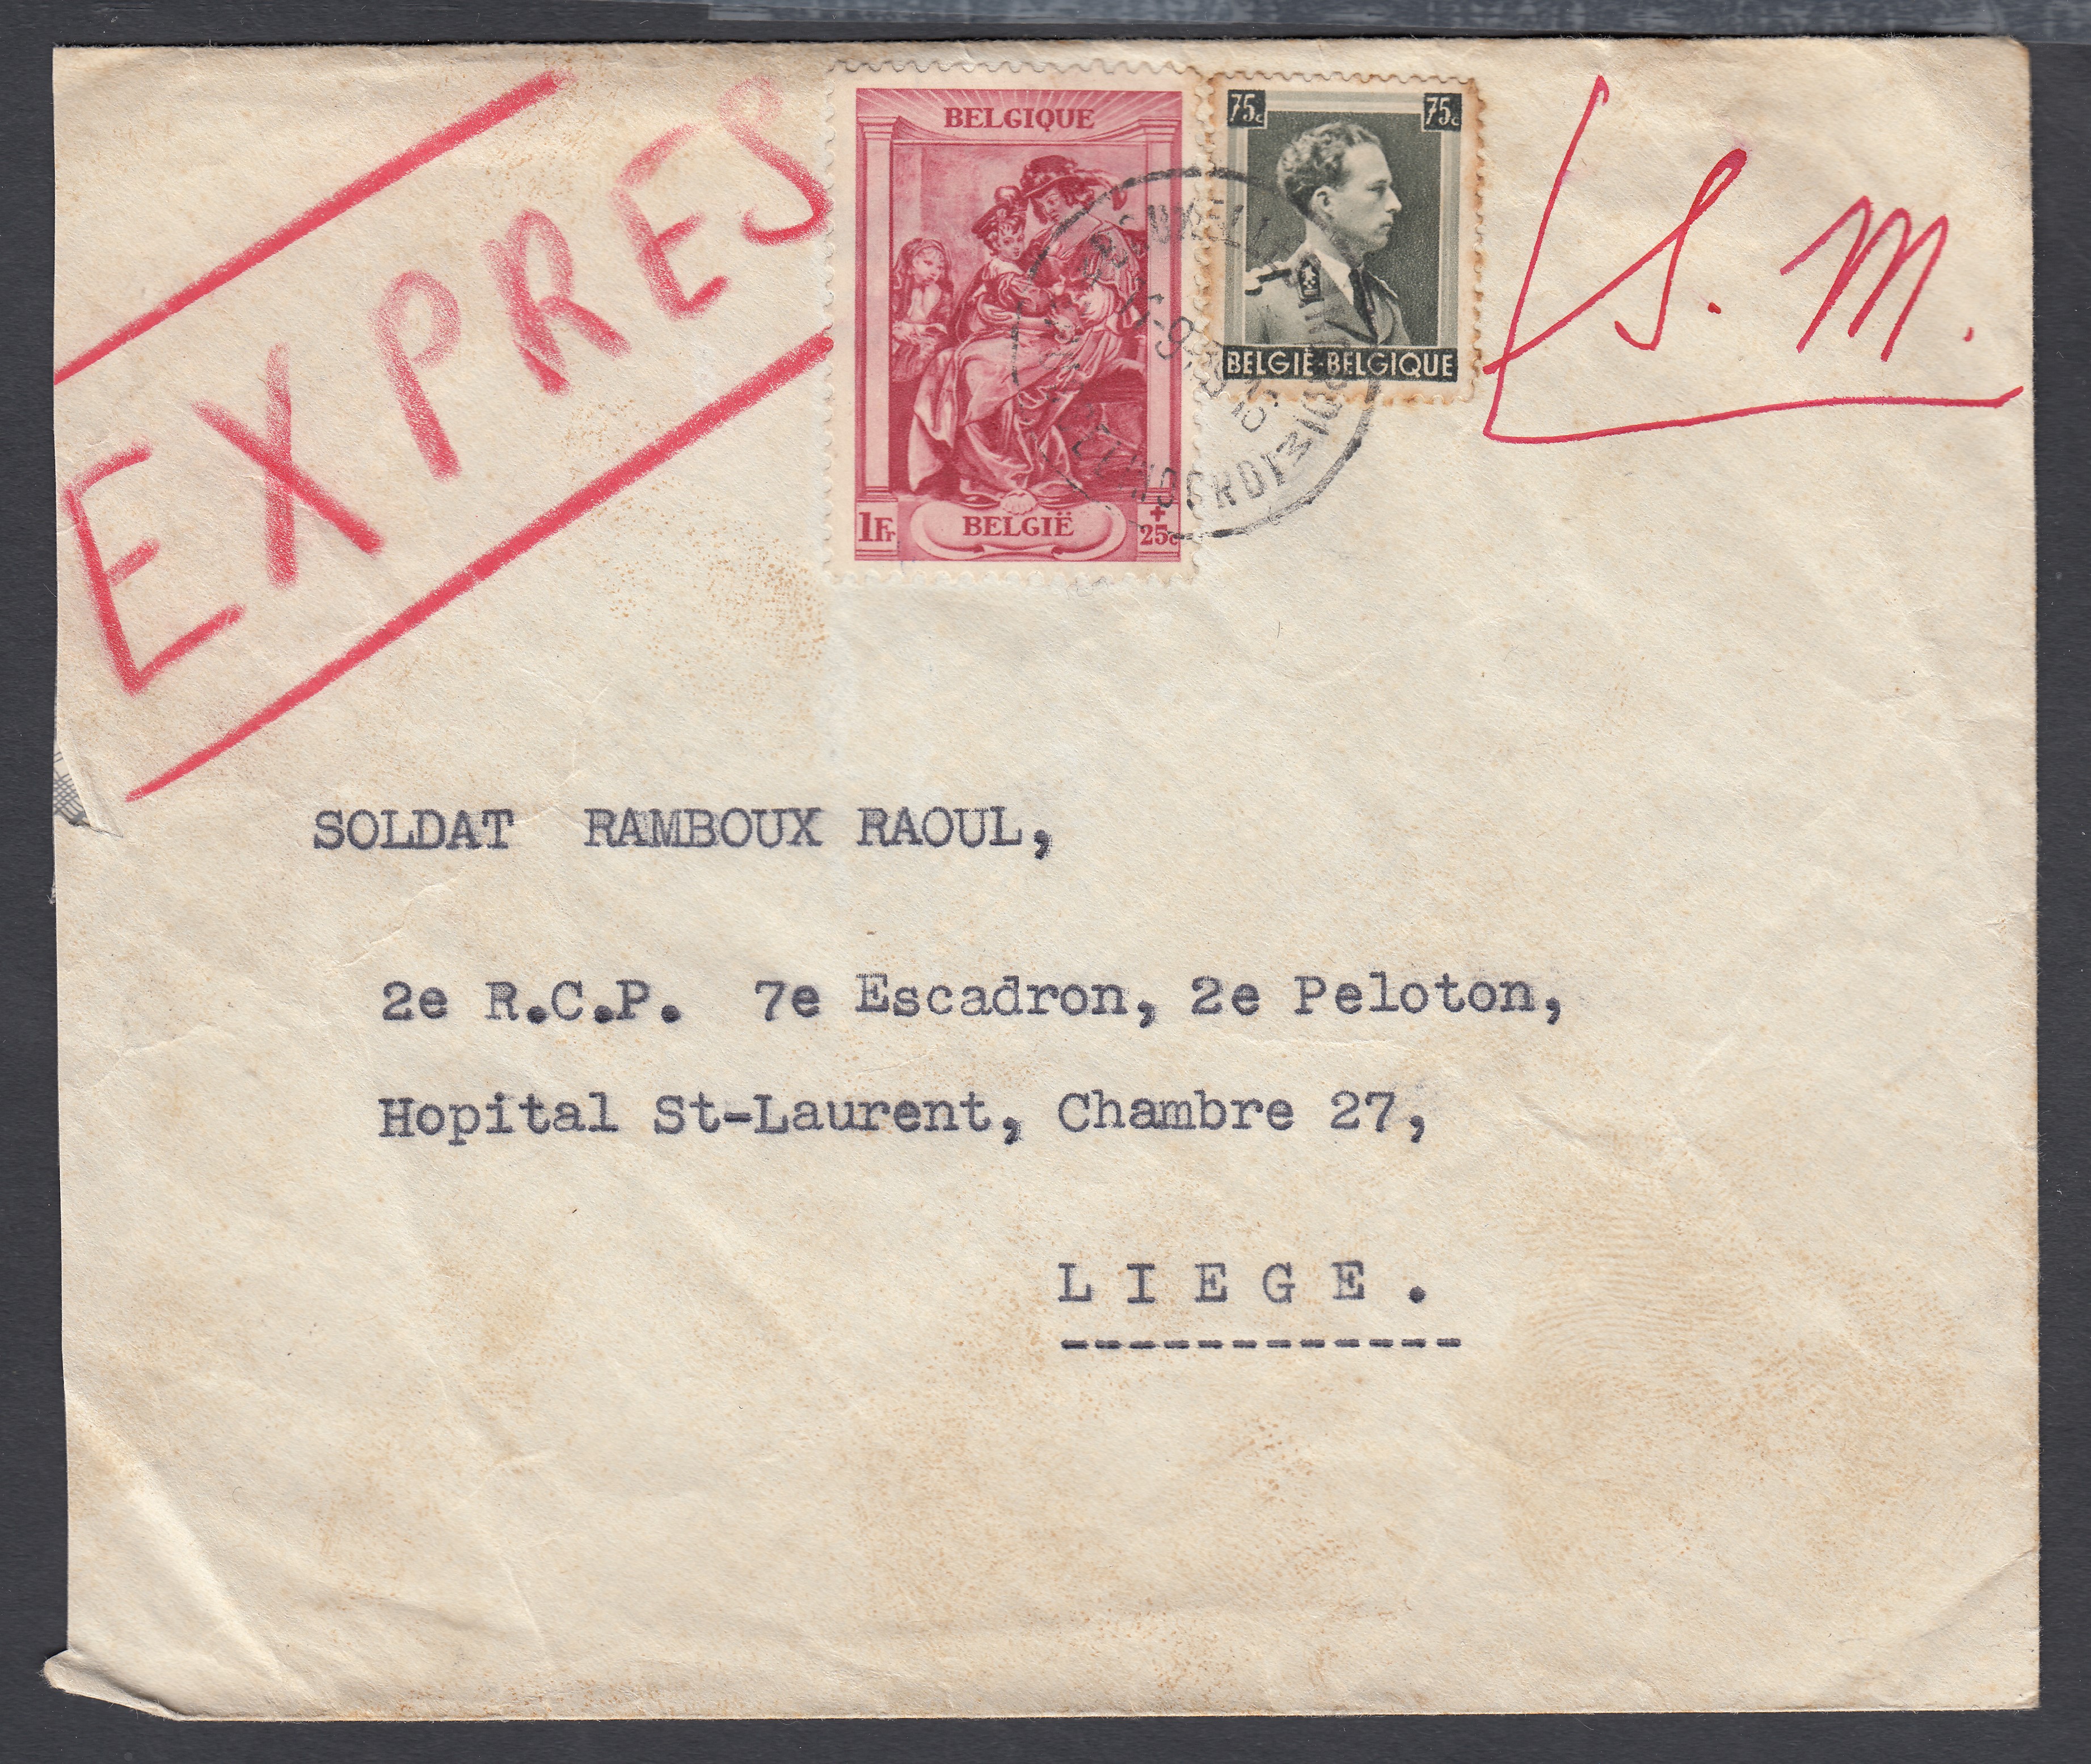 EXPRES
BELGIQUE
1Fr
BELGIË
+
25c
75c 75c
BELGIË-BELGIQUE
S. M.
SOLDAT RAMBOUX RAOUL,
2e R.C.P. 7e Escadron, 2e Peloton,
Hopital St-Laurent, Chambre 27,
LIEGE.
------------